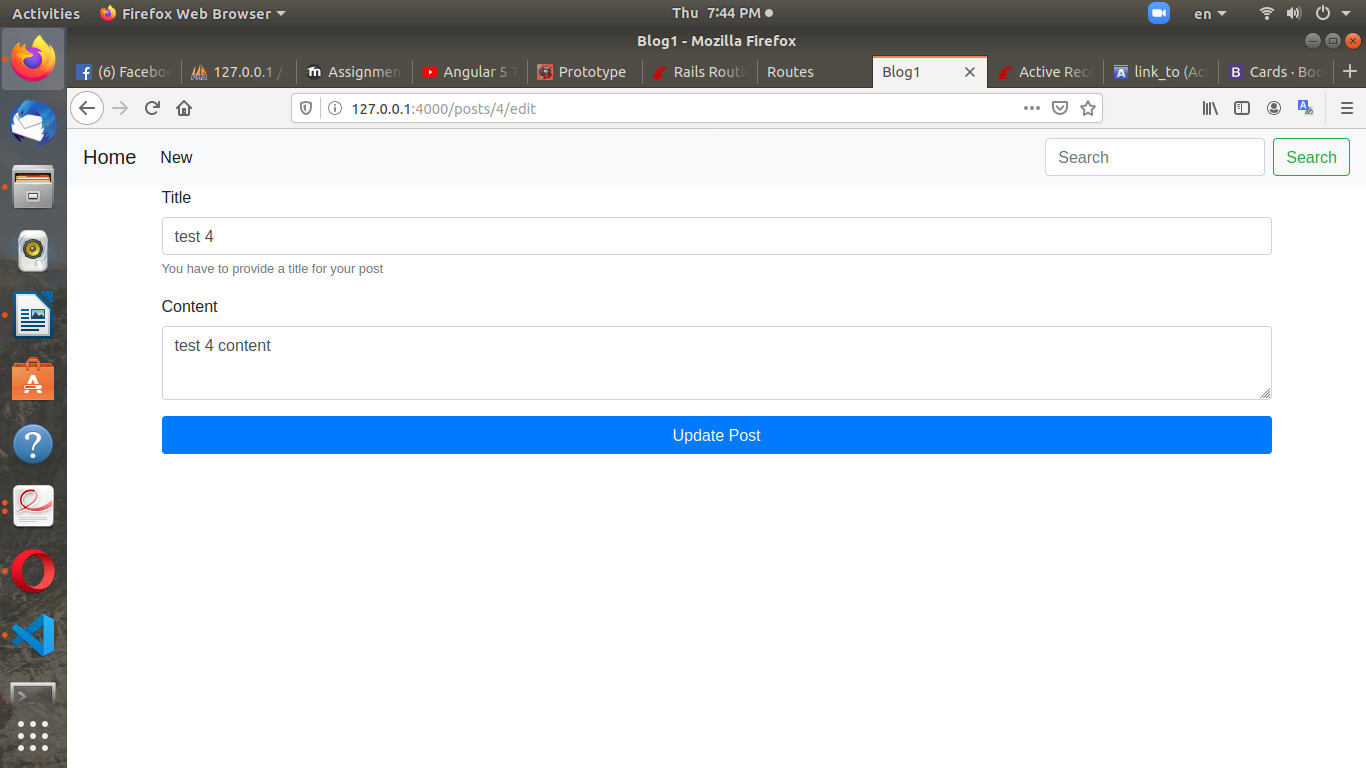 Activities Firefox Web Browser Thu 7:44 PM en
Blog1 - Mozilla Firefox
(6) Facebo 127.0.0.1 / Assignmen Angular 5 T Prototype Rails Routi Routes Blog1 Active Reco link_to (Act Cards · Boo
127.0.0.1:4000/posts/4/edit
Home New Search Search
Title
test 4
You have to provide a title for your post
Content
test 4 content
Update Post